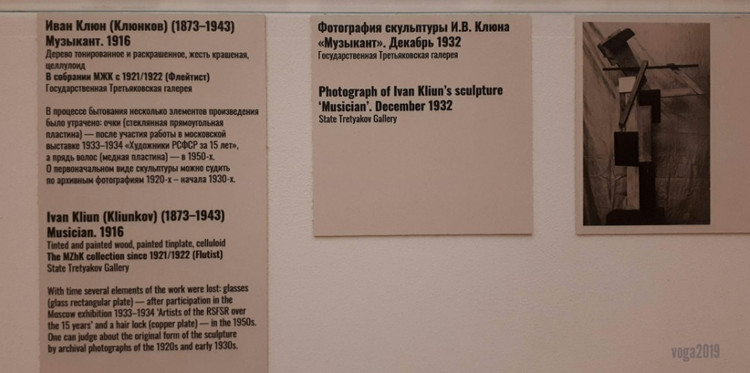 Иван Клюн (Клюнков) (1873–1943)
Музыкант. 1916
Дерево тонированное и раскрашенное, жесть крашеная,
целлулоид
В собрании МЖК с 1921/1922 (Флейтист)
Государственная Третьяковская галерея
В процессе бытования несколько элементов произведения
было утрачено: очки (стеклянная прямоугольная
пластина) — после участия работы в московской
выставке 1933–1934 «Художники РСФСР за 15 лет»,
а прядь волос (медная пластина) — в 1950-х.
О первоначальном виде скульптуры можно судить
по архивным фотографиям 1920-х – начала 1930-х.
Ivan Kliun (Kliunkov) (1873–1943)
Musician. 1916
Tinted and painted wood, painted tinplate, celluloid
The MZhK collection since 1921/1922 (Flutist)
State Tretyakov Gallery
With time several elements of the work were lost: glasses
(glass rectangular plate) — after participation in the
Moscow exhibition 1933–1934 ‘Artists of the RSFSR over
the 15 years’ and a hair lock (copper plate) — in the 1950s.
One can judge about the original form of the sculpture
by archival photographs of the 1920s and early 1930s.
Фотография скульптуры И.В. Клюна
«Музыкант». Декабрь 1932
Государственная Третьяковская галерея
Photograph of Ivan Kliun’s sculpture
‘Musician’. December 1932
State Tretyakov Gallery
voga2019